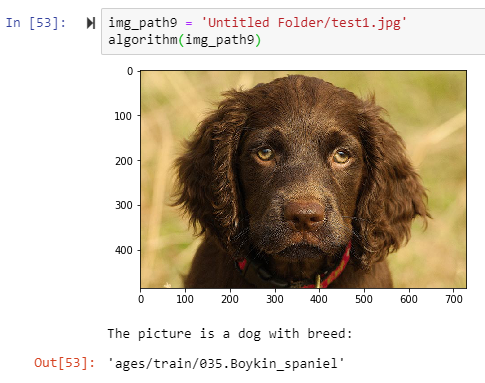 In [53]:
img_path9 = 'Untitled Folder/test1.jpg'
algorithm(img_path9)
0
100
200
300
400
0 100 200 300 400 500 600 700
The picture is a dog with breed:
Out[53]: 'ages/train/035.Boykin_spaniel'